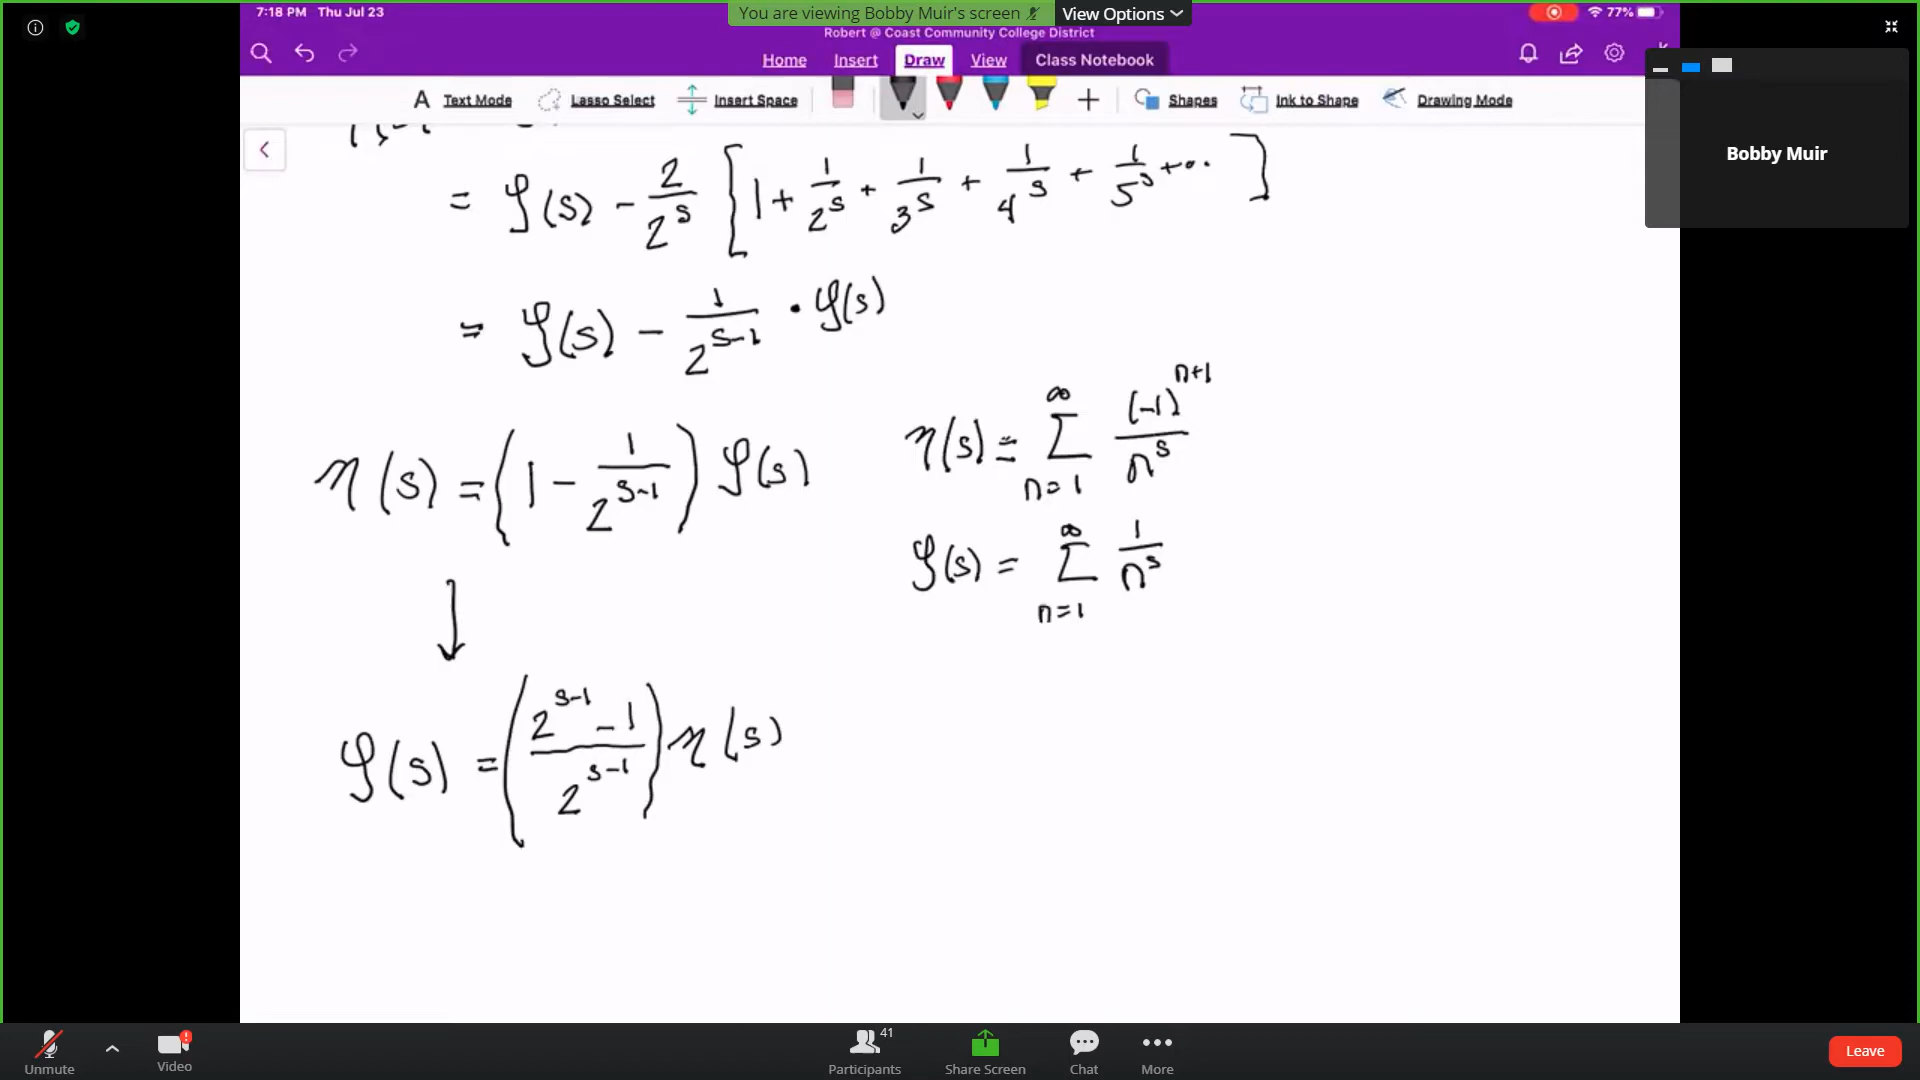 7:18 PM Thu Jul 23
You are viewing Bobby Muir's screen
View Options
77%
Robert @ Coast Community College District
Home Insert Draw View Class Notebook
A Text Mode Lasso Select Insert Space + Shapes Ink to Shape Drawing Mode
Bobby Muir
= ζ(s) - 2/2^s [1 + 1/2^s + 1/3^s + 1/4^s + 1/5^s + ··· ]
= ζ(s) - 1/2^(s-1) • ζ(s)
η(s) = ∑_{n=1}^{∞} (-1)^{n+1}/n^s
η(s) = (1 - 1/2^(s-1)) ζ(s)
ζ(s) = ∑_{n=1}^{∞} 1/n^s
↓
ζ(s) = ((2^(s-1) - 1)/2^(s-1)) η(s)
Unmute
Video
41
Participants
Share Screen
Chat
More
Leave